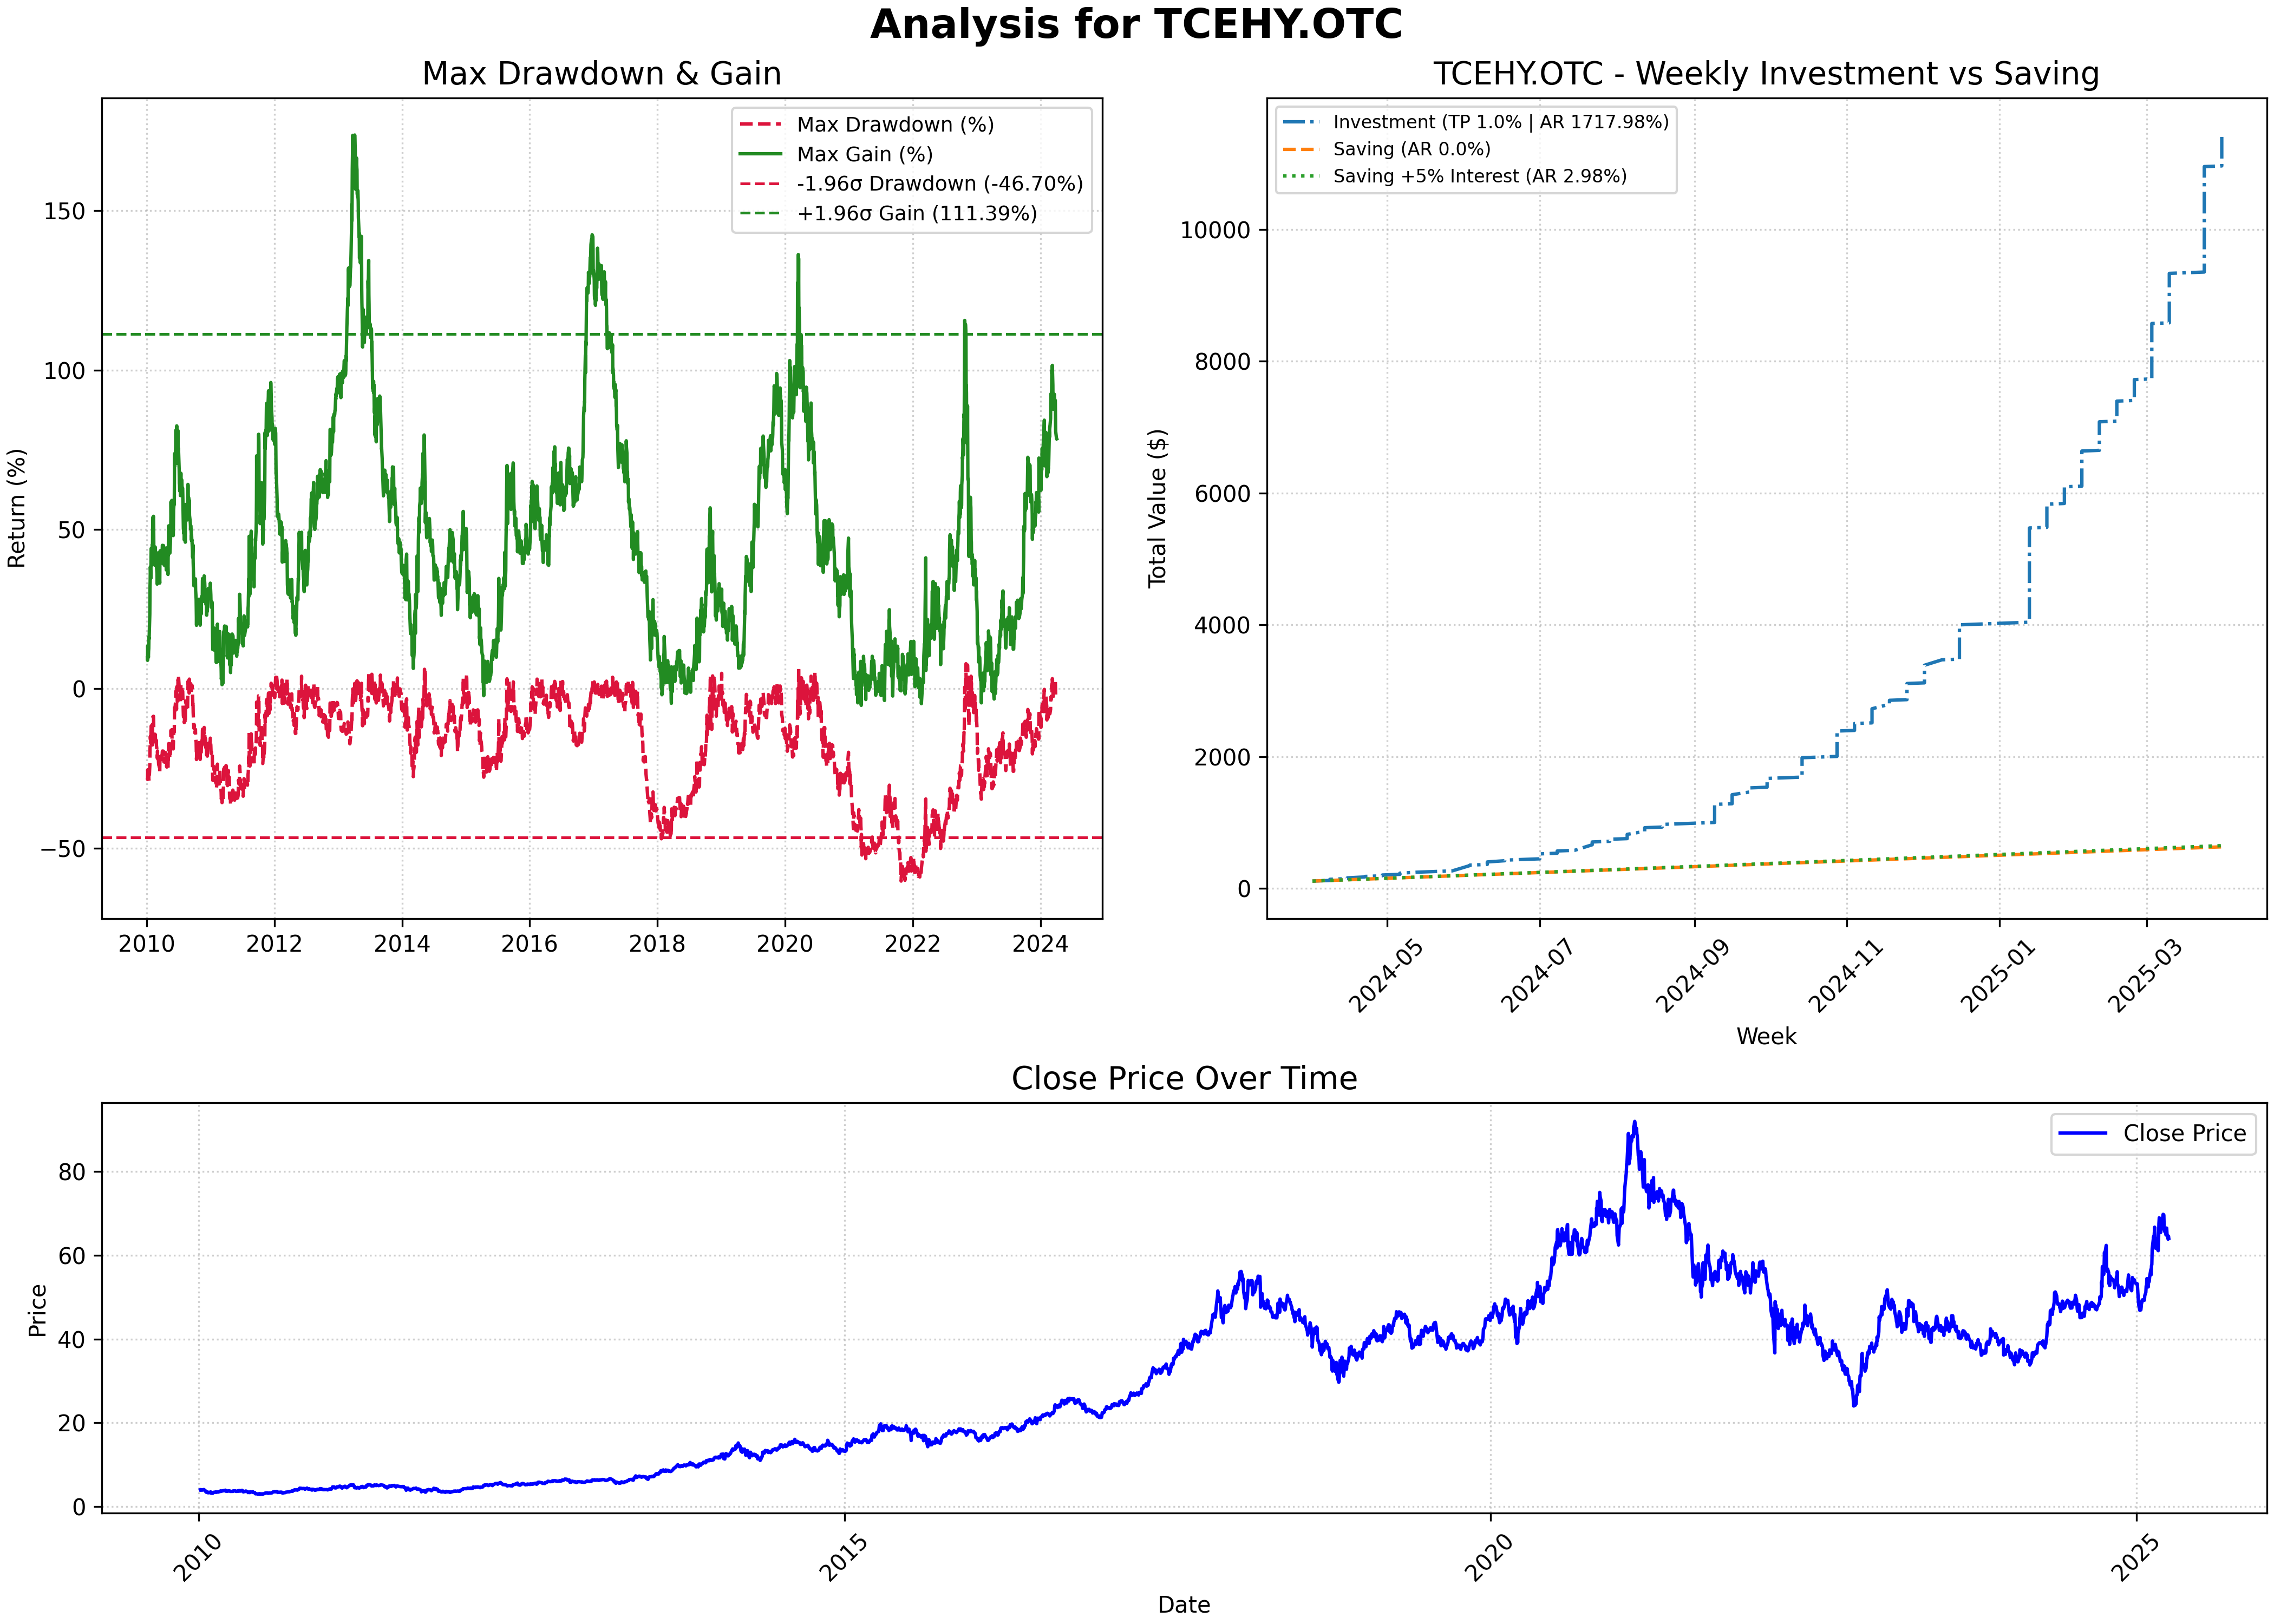 Analysis for TCEHY.OTC
Max Drawdown & Gain
Max Drawdown (%)
Max Gain (%)
-1.96σ Drawdown (-46.70%)
+1.96σ Gain (111.39%)
Return (%)
150
100
50
0
−50
2010 2012 2014 2016 2018 2020 2022 2024
TCEHY.OTC - Weekly Investment vs Saving
Investment (TP 1.0% | AR 1717.98%)
Saving (AR 0.0%)
Saving +5% Interest (AR 2.98%)
Total Value ($)
10000
8000
6000
4000
2000
0
2024-05 2024-07 2024-09 2024-11 2025-01 2025-03
Week
Close Price Over Time
Close Price
Price
80
60
40
20
0
2010 2015 2020 2025
Date